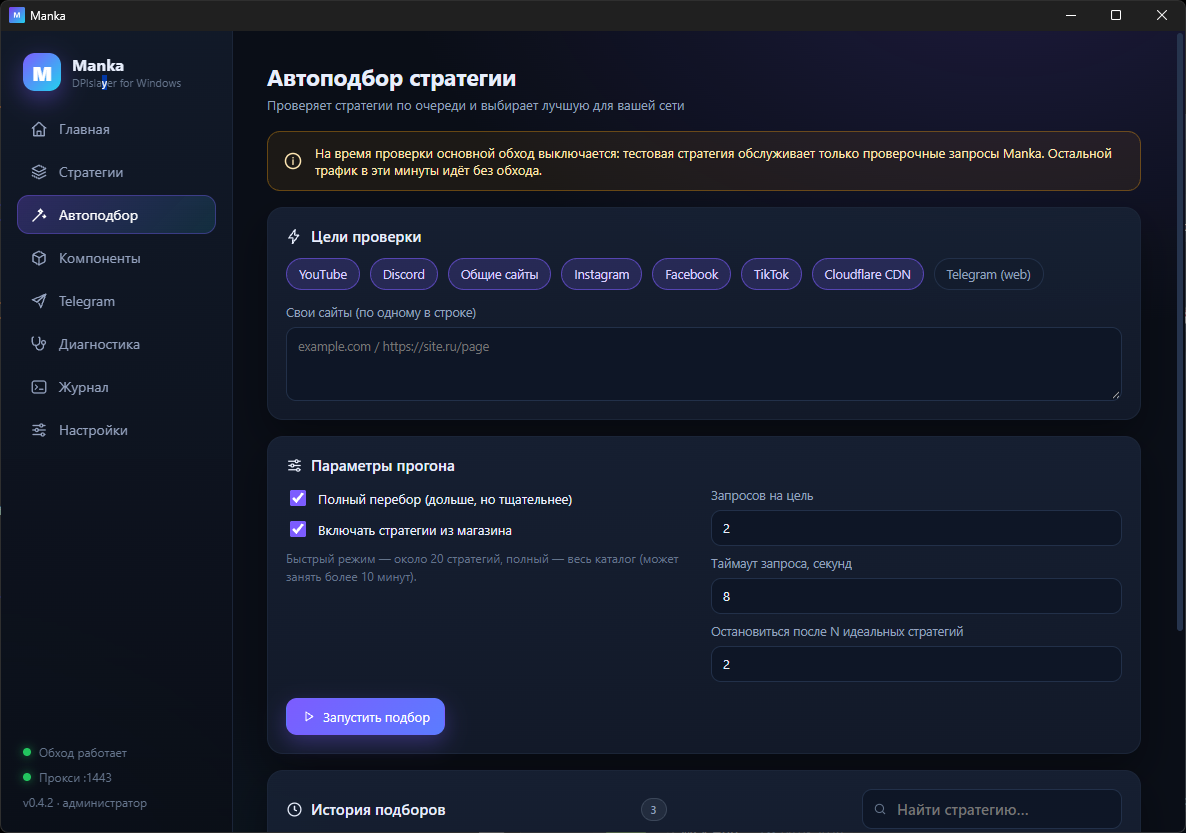 Manka
M
Manka
DPIslayer for Windows
Главная
Стратегии
Автоподбор
Компоненты
Telegram
Диагностика
Журнал
Настройки
Обход работает
Прокси :1443
v0.4.2 · администратор
Автоподбор стратегии
Проверяет стратегии по очереди и выбирает лучшую для вашей сети
На время проверки основной обход выключается: тестовая стратегия обслуживает только проверочные запросы Manka. Остальной
трафик в эти минуты идёт без обхода.
Цели проверки
YouTube Discord Общие сайты Instagram Facebook TikTok Cloudflare CDN Telegram (web)
Свои сайты (по одному в строке)
example.com / https://site.ru/page
Параметры прогона
Полный перебор (дольше, но тщательнее)
Включать стратегии из магазина
Быстрый режим — около 20 стратегий, полный — весь каталог (может
занять более 10 минут).
Запросов на цель
2
Таймаут запроса, секунд
8
Остановиться после N идеальных стратегий
2
Запустить подбор
История подборов 3 Найти стратегию...